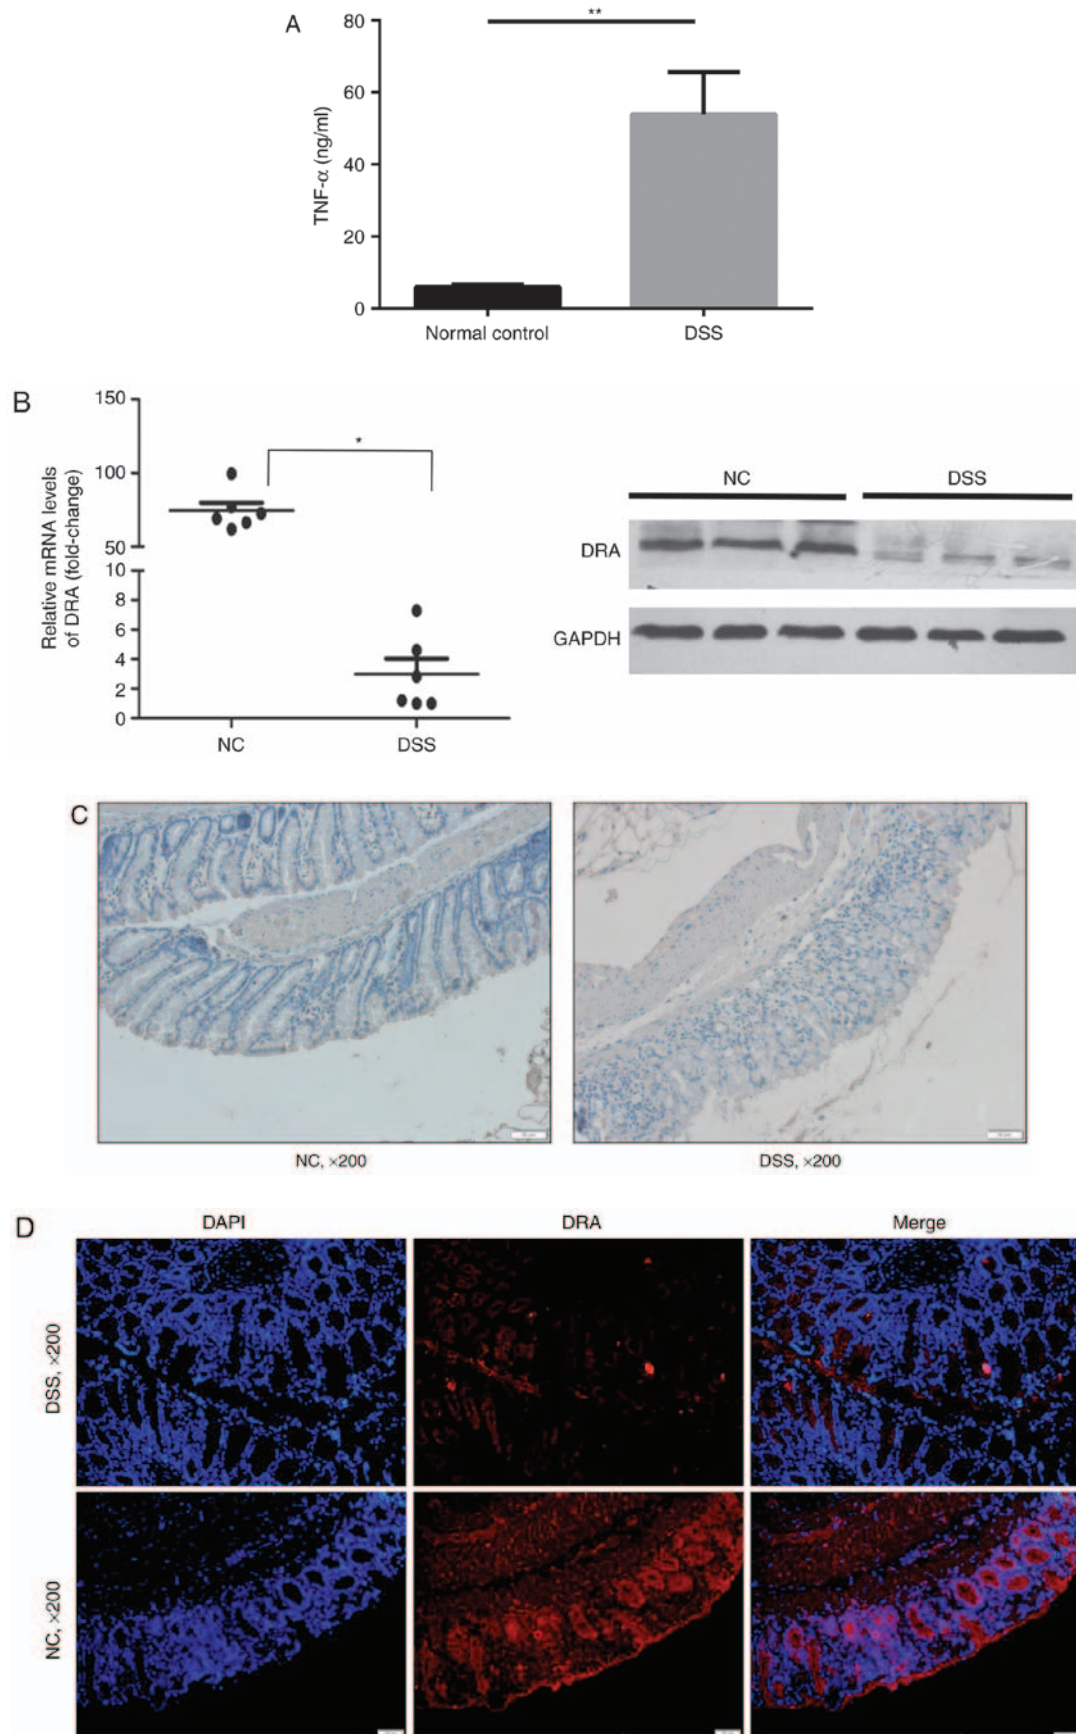 A
**
80
60
40
20
0
TNF-α (ng/ml)
Normal control
DSS
B
150
100
50
10
8
6
4
2
0
Relative mRNA levels
of DRA (fold-change)
*
NC
DSS
NC
DSS
DRA
GAPDH
C
NC, ×200
DSS, ×200
D
DAPI
DRA
Merge
DSS, ×200
NC, ×200